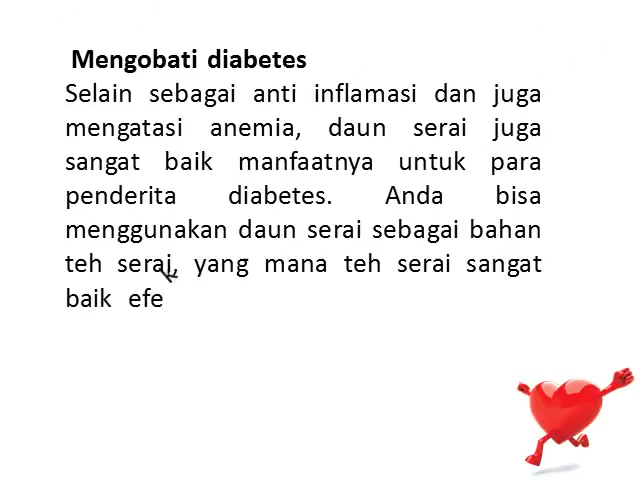 Mengobati diabetes
Selain sebagai anti inflamasi dan juga
mengatasi anemia, daun serai juga
sangat baik manfaatnya untuk para
penderita diabetes. Anda bisa
menggunakan daun serai sebagai bahan
teh serai, yang mana teh serai sangat
baik efe
k